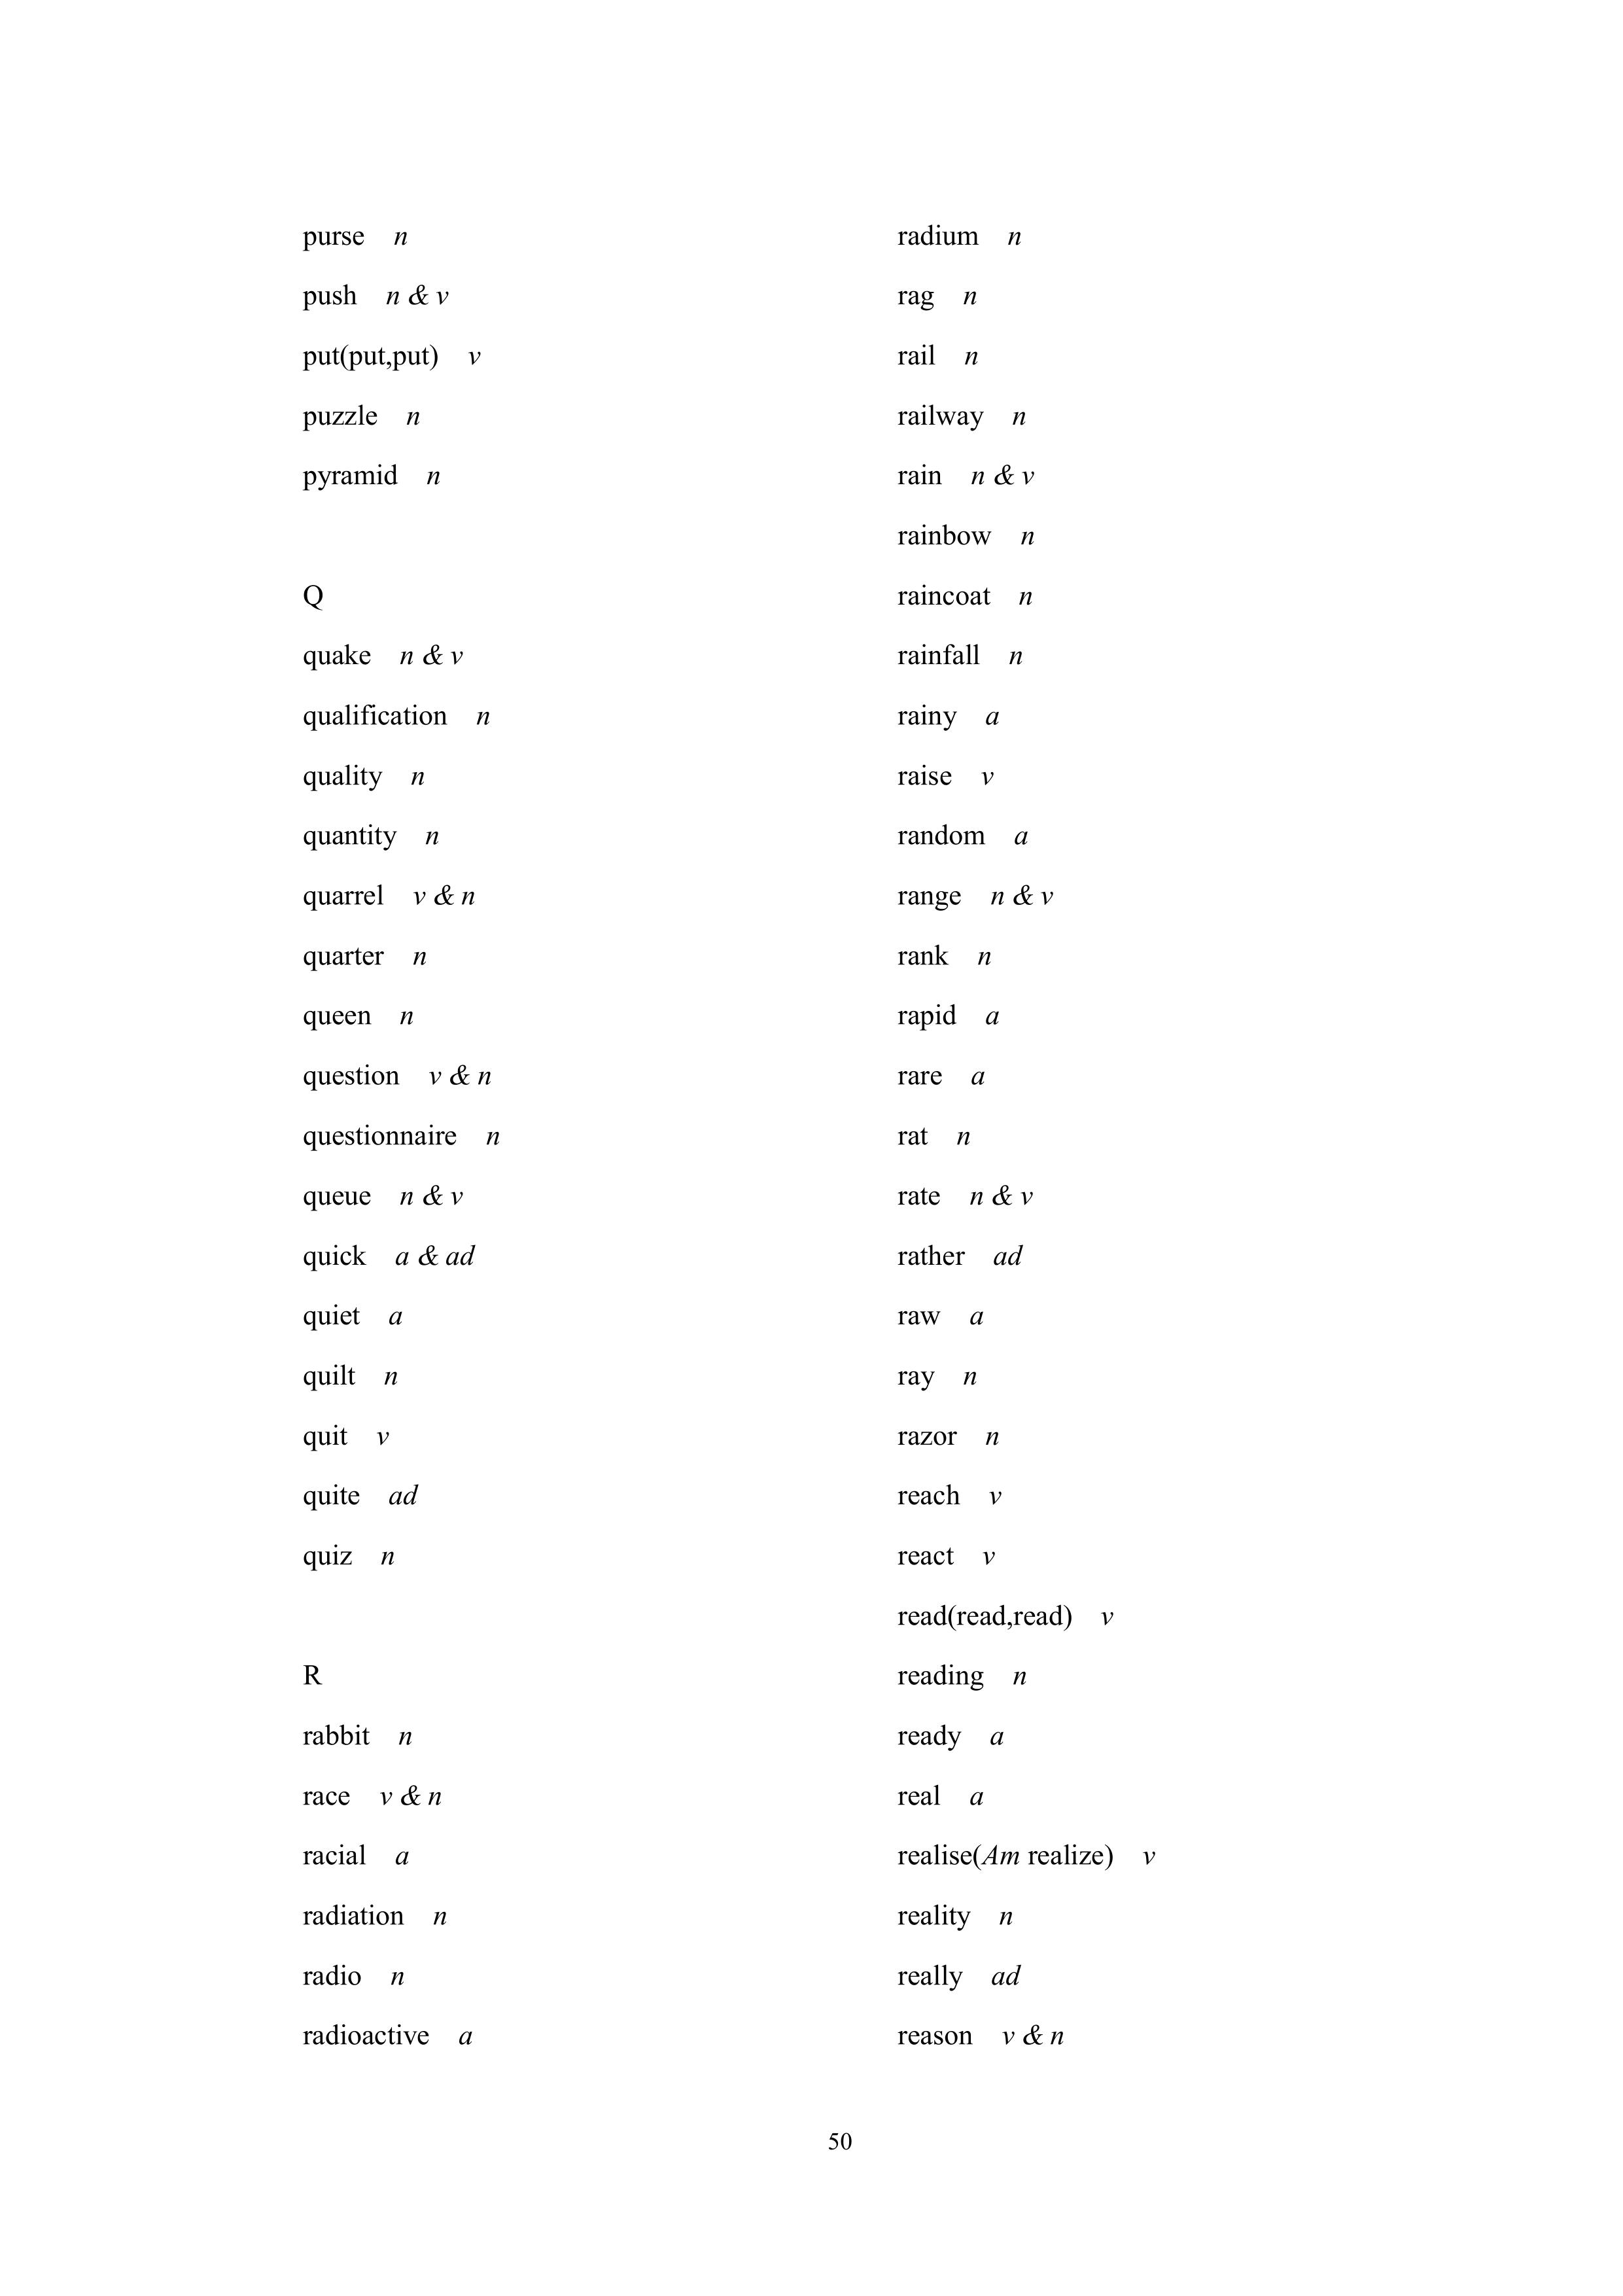 purse n
push n & v
put(put,put) v
puzzle n
pyramid n
Q
quake n & v
qualification n
quality n
quantity n
quarrel v & n
quarter n
queen n
question v & n
questionnaire n
queue n & v
quick a & ad
quiet a
quilt n
quit v
quite ad
quiz n
R
rabbit n
race v & n
racial a
radiation n
radio n
radioactive a
radium n
rag n
rail n
railway n
rain n & v
rainbow n
raincoat n
rainfall n
rainy a
raise v
random a
range n & v
rank n
rapid a
rare a
rat n
rate n & v
rather ad
raw a
ray n
razor n
reach v
react v
read(read,read) v
reading n
ready a
real a
realise(Am realize) v
reality n
really ad
reason v & n
50